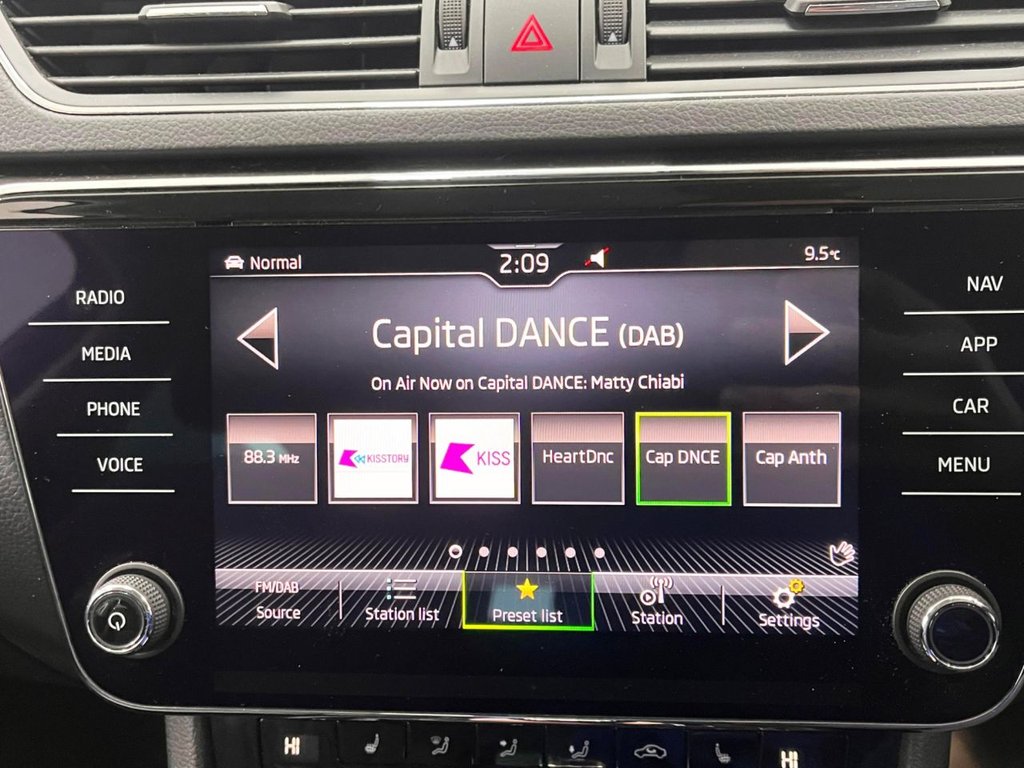 Normal 2:09 9.5°C
RADIO
MEDIA
PHONE
VOICE
Capital DANCE (DAB)
On Air Now on Capital DANCE: Matty Chiabi
88.3 MHz KISSTORY KISS HeartDnc Cap DNCE Cap Anth
FM/DAB
Source Station list Preset list Station Settings
NAV
APP
CAR
MENU
HI HI